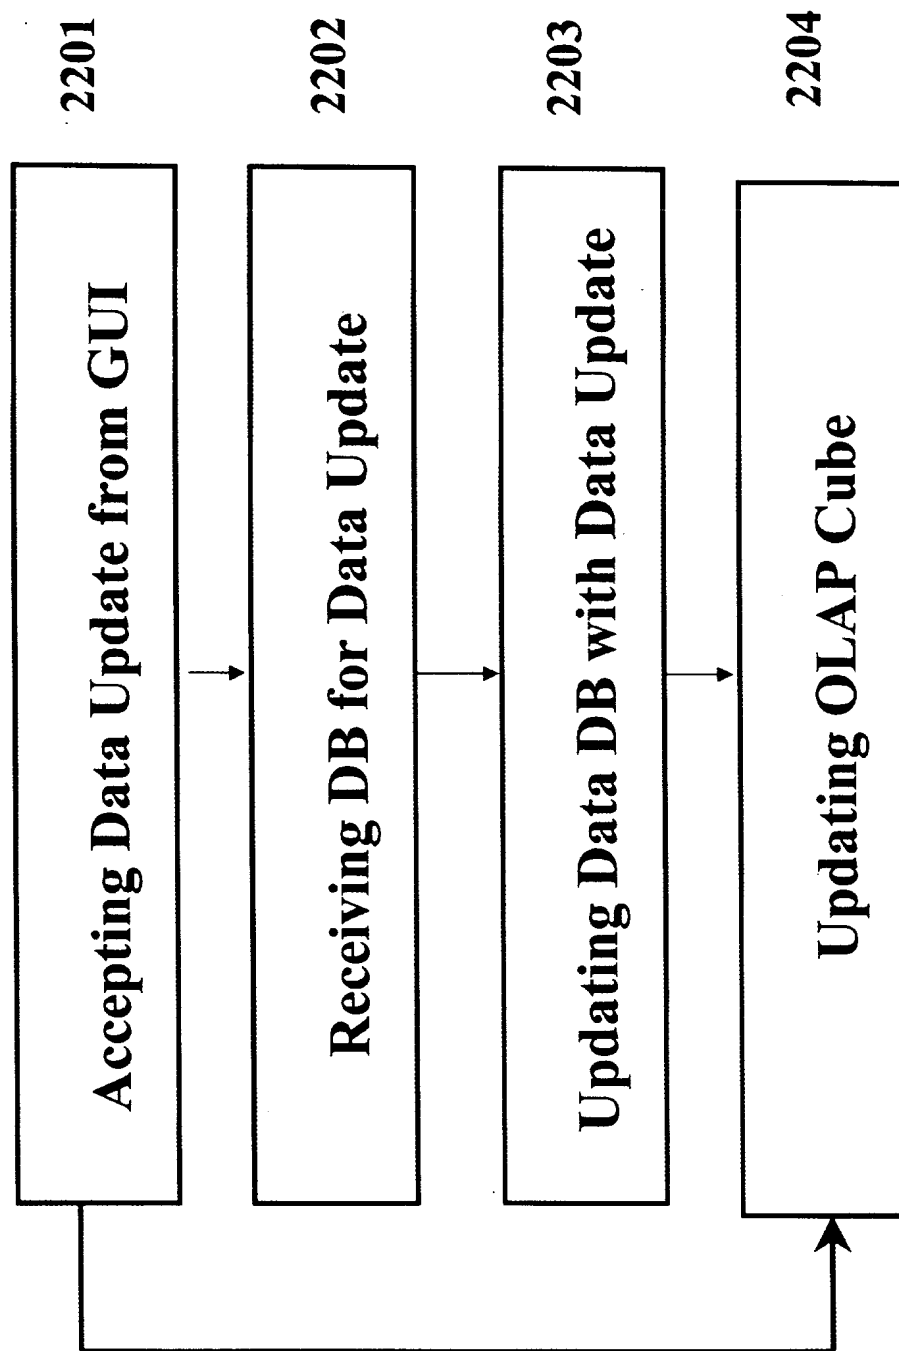 Accepting Data Update from GUI
2201
Receiving DB for Data Update
2202
Updating Data DB with Data Update
2203
Updating OLAP Cube
2204